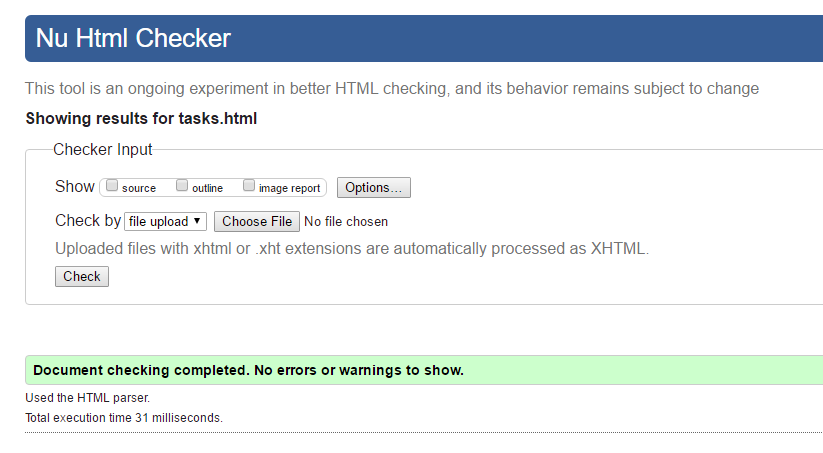 Nu Html Checker
This tool is an ongoing experiment in better HTML checking, and its behavior remains subject to change
Showing results for tasks.html
Checker Input
Show source outline image report Options...
Check by file upload Choose File No file chosen
Uploaded files with xhtml or .xht extensions are automatically processed as XHTML.
Check
Document checking completed. No errors or warnings to show.
Used the HTML parser.
Total execution time 31 milliseconds.